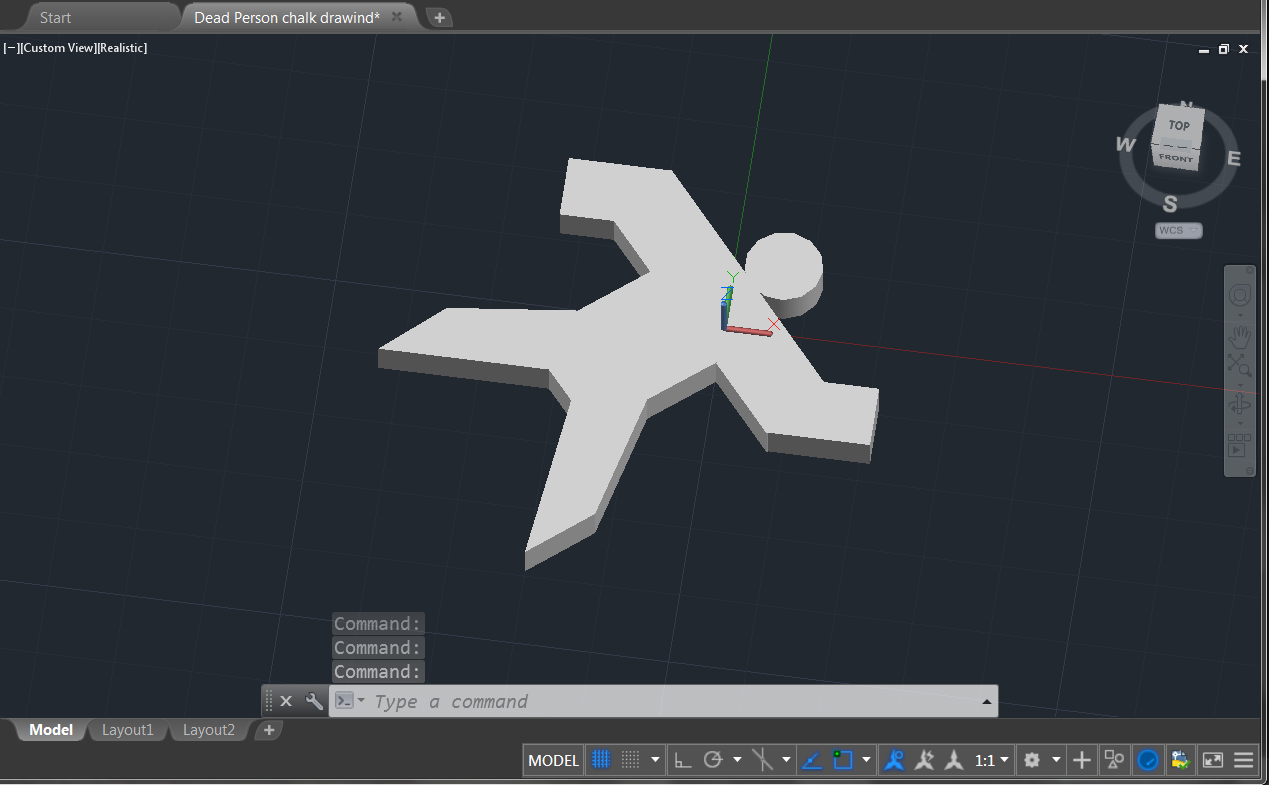 Start
Dead Person chalk drawind*
[−][Custom View][Realistic]
N
W
TOP
FRONT
E
S
WCS
Y
X
Command:
Command:
Command:
Type a command
Model
Layout1
Layout2
MODEL
1:1